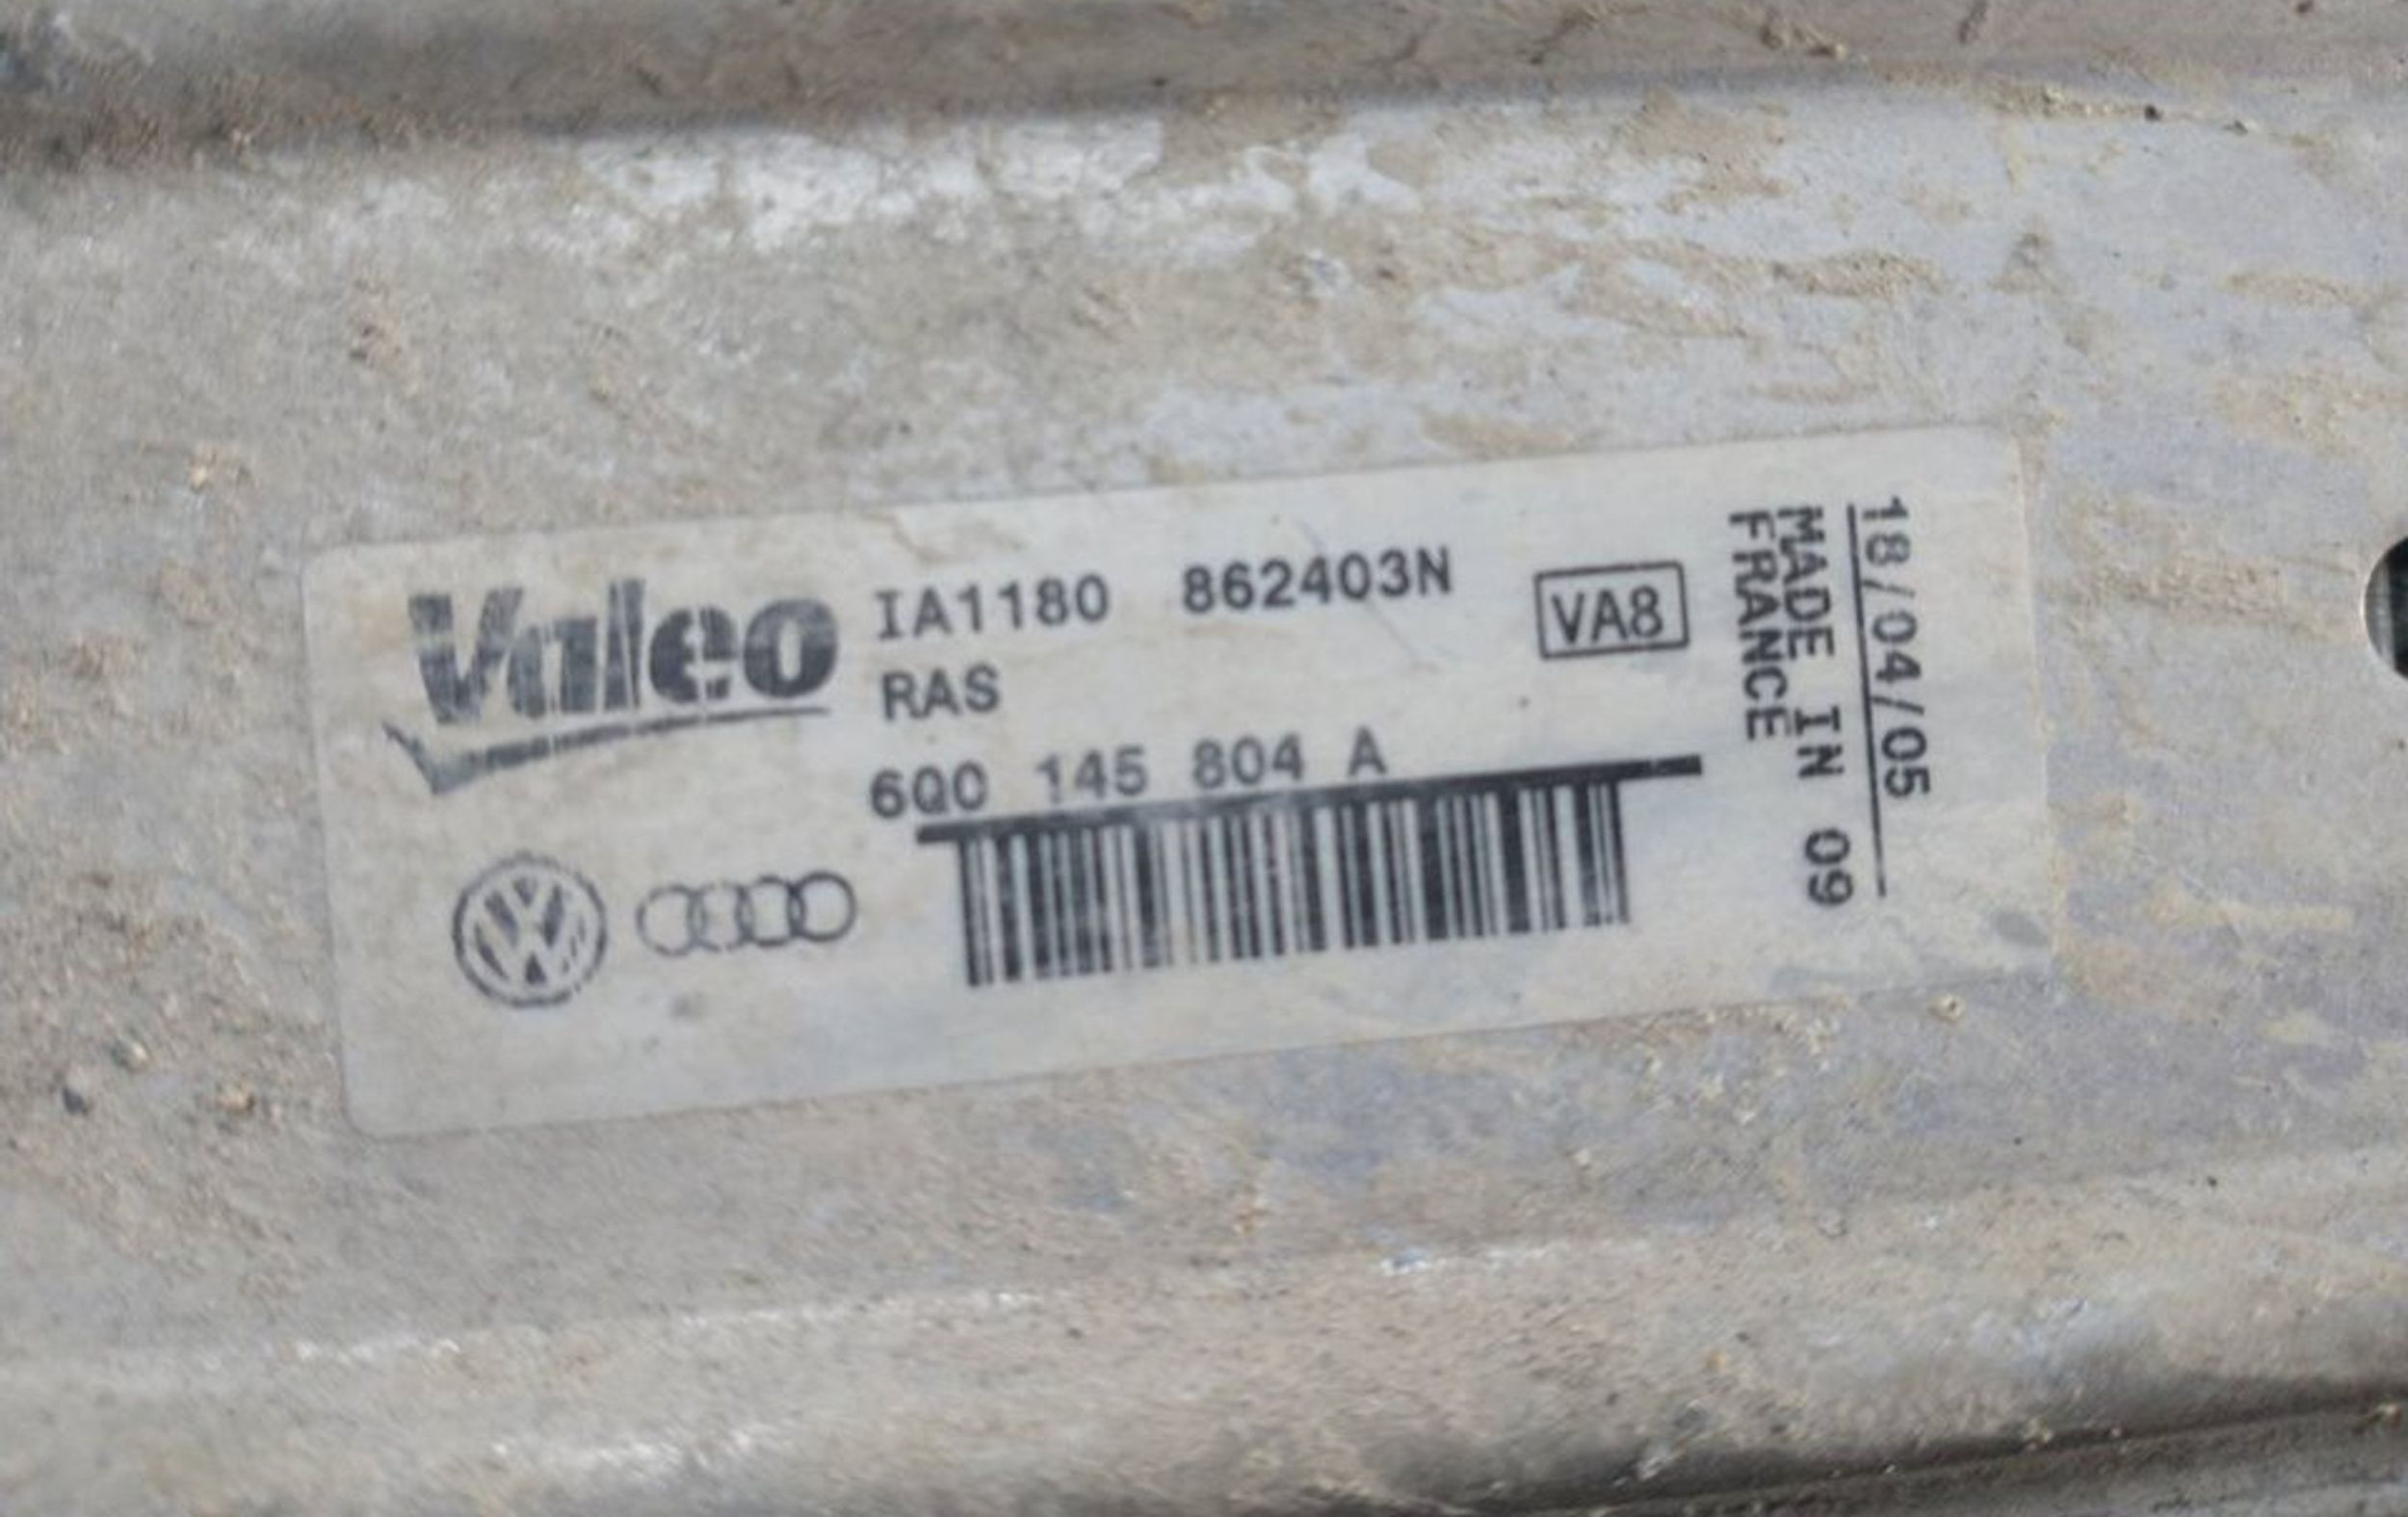 Valeo
IA1180 862403N
RAS
6Q0 145 804 A
VA8
18/04/05
MADE IN 09
FRANCE